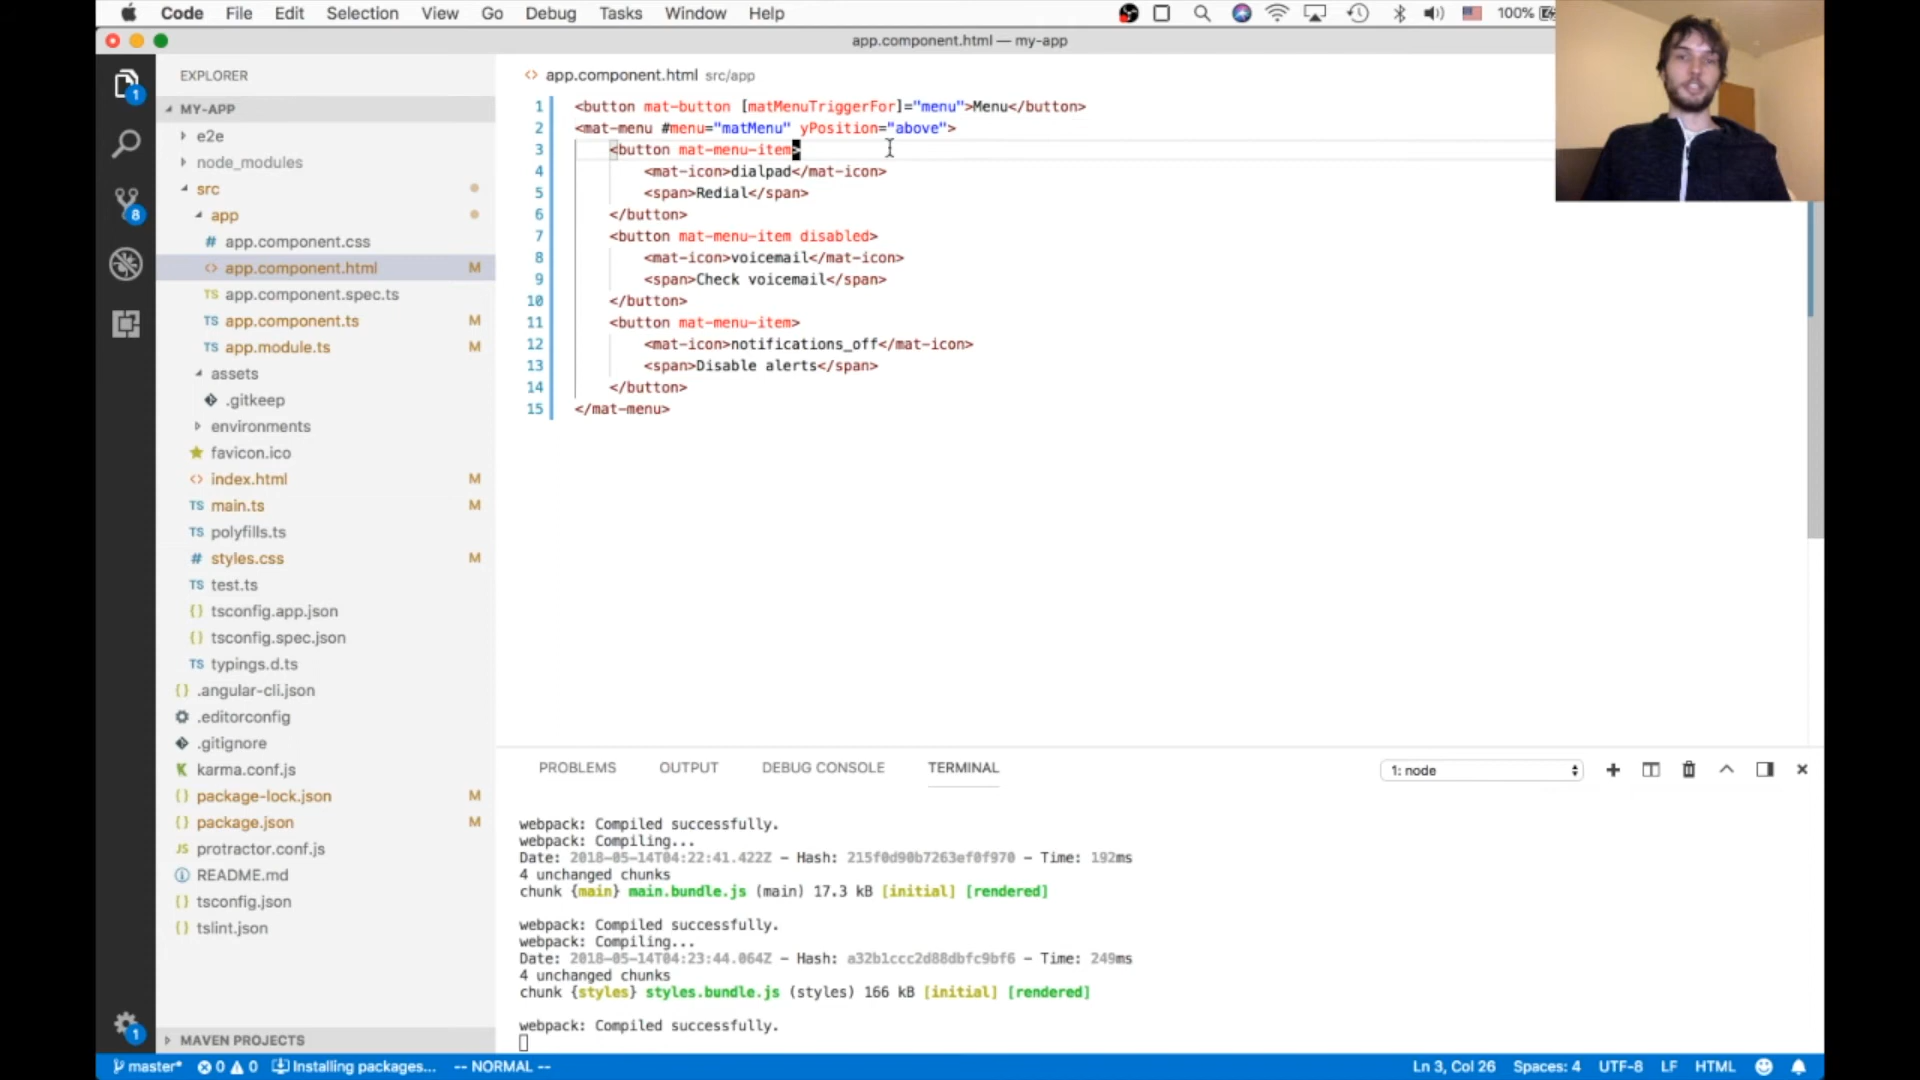 Code File Edit Selection View Go Debug Tasks Window Help 100%
app.component.html — my-app
EXPLORER
MY-APP
e2e
node_modules
src
app
# app.component.css
<> app.component.html M
TS app.component.spec.ts
TS app.component.ts M
TS app.module.ts M
assets
.gitkeep
environments
favicon.ico
<> index.html M
TS main.ts M
TS polyfills.ts
# styles.css M
TS test.ts
{} tsconfig.app.json
{} tsconfig.spec.json
TS typings.d.ts
{} .angular-cli.json
.editorconfig
.gitignore
K karma.conf.js
{} package-lock.json M
{} package.json M
JS protractor.conf.js
README.md
{} tsconfig.json
{} tslint.json
MAVEN PROJECTS
1
8
1
<> app.component.html src/app
1 <button mat-button [matMenuTriggerFor]="menu">Menu</button>
2 <mat-menu #menu="matMenu" yPosition="above">
3 <button mat-menu-item>
4 <mat-icon>dialpad</mat-icon>
5 <span>Redial</span>
6 </button>
7 <button mat-menu-item disabled>
8 <mat-icon>voicemail</mat-icon>
9 <span>Check voicemail</span>
10 </button>
11 <button mat-menu-item>
12 <mat-icon>notifications_off</mat-icon>
13 <span>Disable alerts</span>
14 </button>
15 </mat-menu>
PROBLEMS OUTPUT DEBUG CONSOLE TERMINAL 1: node
webpack: Compiled successfully.
webpack: Compiling...
Date: 2018-05-14T04:22:41.422Z - Hash: 215f0d90b7263ef0f970 - Time: 192ms
4 unchanged chunks
chunk {main} main.bundle.js (main) 17.3 kB [initial] [rendered]
webpack: Compiled successfully.
webpack: Compiling...
Date: 2018-05-14T04:23:44.064Z - Hash: a32b1ccc2d88dbfc9bf6 - Time: 249ms
4 unchanged chunks
chunk {styles} styles.bundle.js (styles) 166 kB [initial] [rendered]
webpack: Compiled successfully.
master* 0 0 Installing packages... -- NORMAL -- Ln 3, Col 26 Spaces: 4 UTF-8 LF HTML